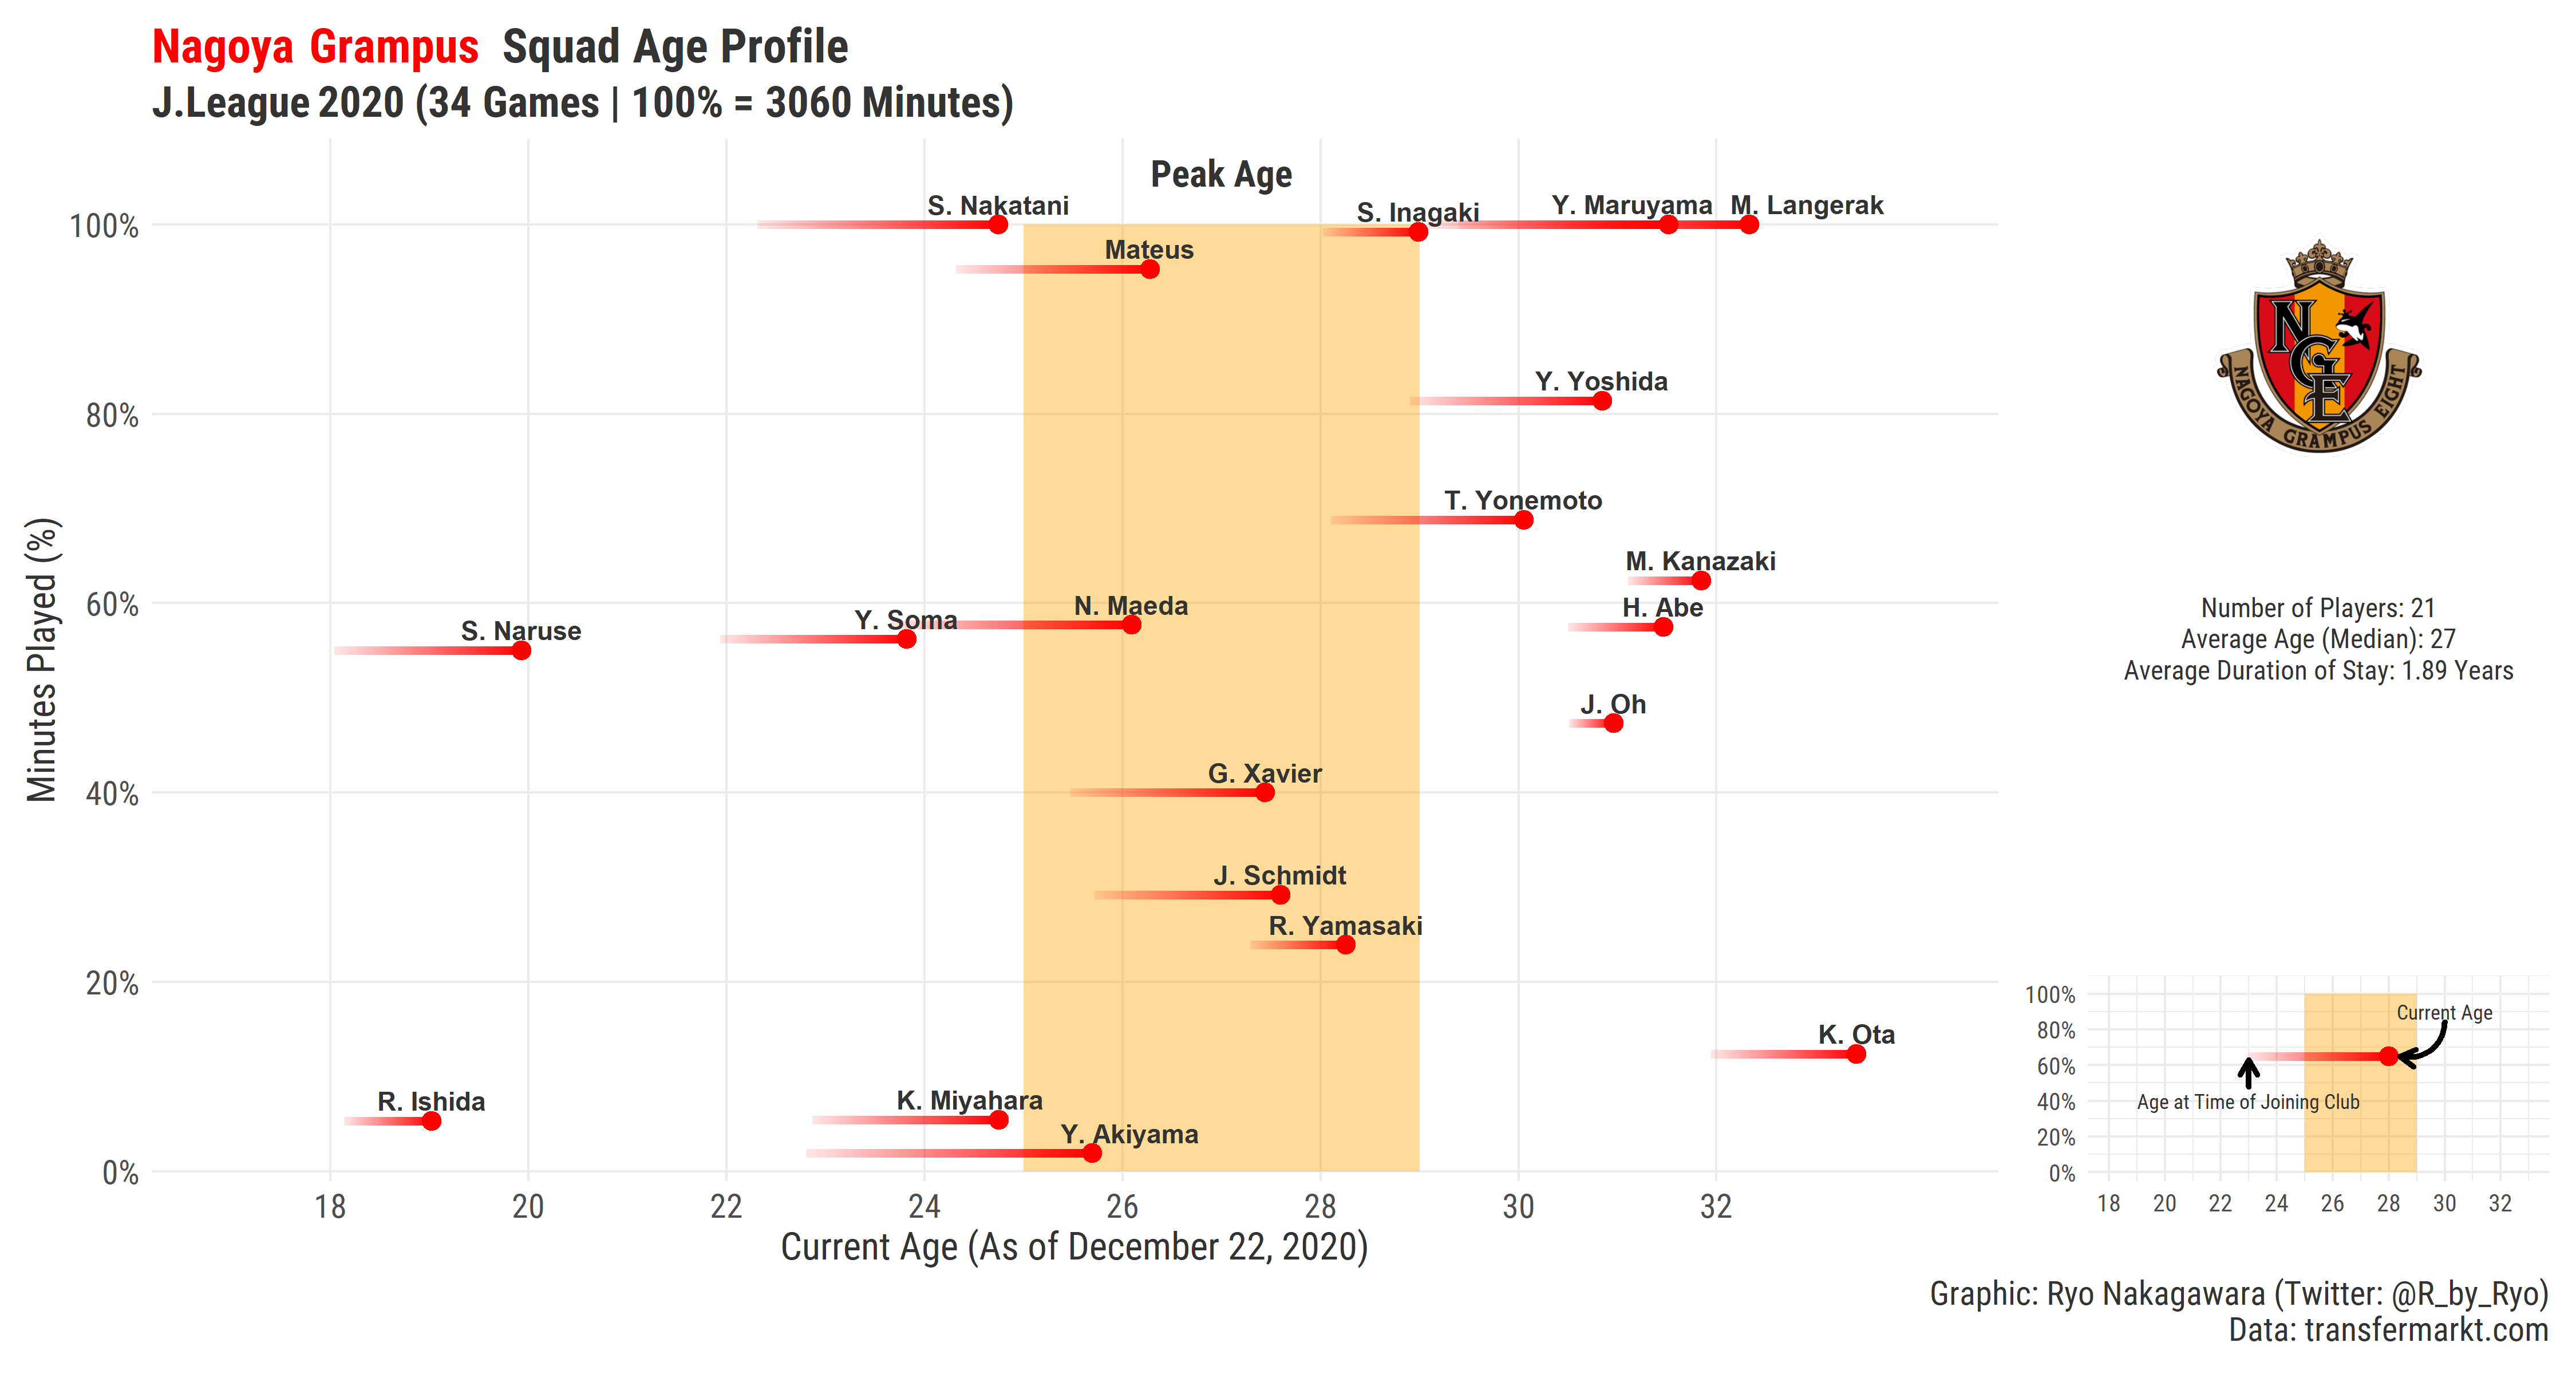 Nagoya Grampus Squad Age Profile
J.League 2020 (34 Games | 100% = 3060 Minutes)
Peak Age
S. Nakatani
S. Inagaki
Y. Maruyama
M. Langerak
Mateus
Y. Yoshida
T. Yonemoto
M. Kanazaki
N. Maeda
H. Abe
Y. Soma
S. Naruse
J. Oh
G. Xavier
J. Schmidt
R. Yamasaki
K. Ota
R. Ishida
K. Miyahara
Y. Akiyama
100%
80%
60%
40%
20%
0%
Minutes Played (%)
18 20 22 24 26 28 30 32
Current Age (As of December 22, 2020)
NGE
NAGOYA GRAMPUS EIGHT
Number of Players: 21
Average Age (Median): 27
Average Duration of Stay: 1.89 Years
100%
80%
60%
40%
20%
0%
Current Age
Age at Time of Joining Club
18 20 22 24 26 28 30 32
Graphic: Ryo Nakagawara (Twitter: @R_by_Ryo)
Data: transfermarkt.com